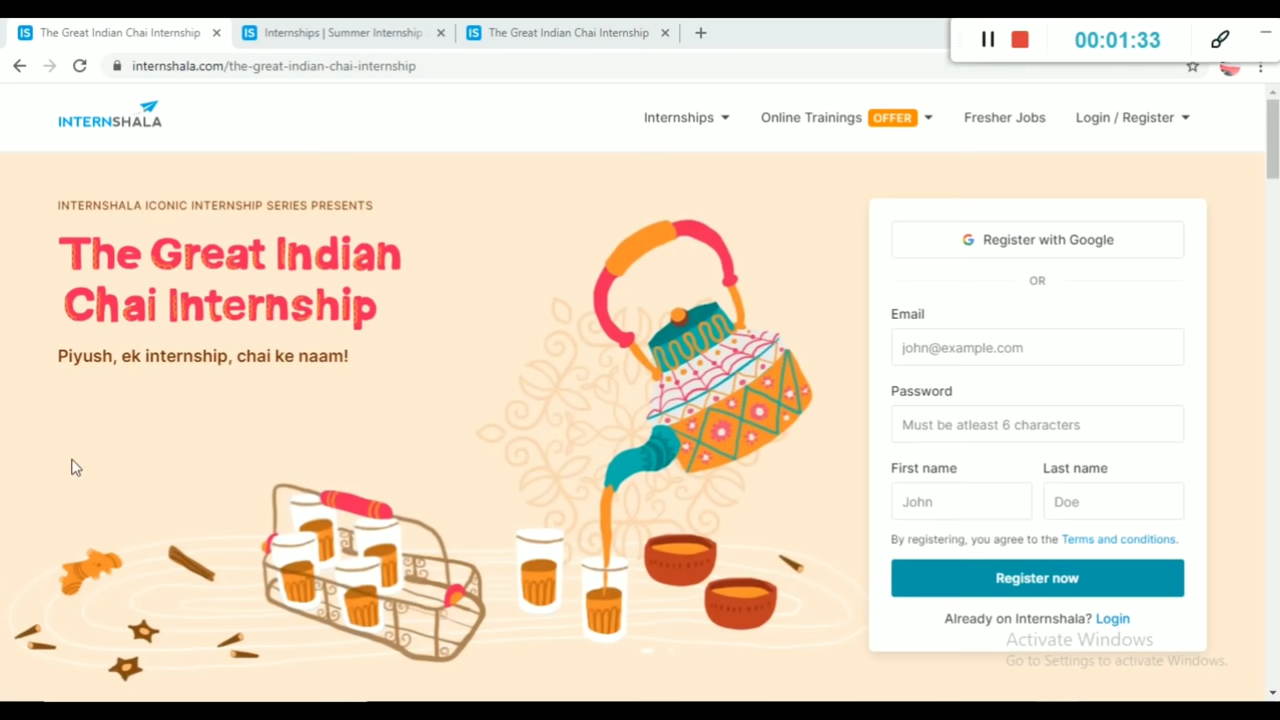 The Great Indian Chai Internship
Internships | Summer Internship
The Great Indian Chai Internship
00:01:33
internshala.com/the-great-indian-chai-internship
INTERNSHALA
Internships
Online Trainings OFFER
Fresher Jobs
Login / Register
INTERNSHALA ICONIC INTERNSHIP SERIES PRESENTS
The Great Indian
Chai Internship
Piyush, ek internship, chai ke naam!
Register with Google
OR
Email
john@example.com
Password
Must be atleast 6 characters
First name
Last name
John
Doe
By registering, you agree to the Terms and conditions.
Register now
Already on Internshala? Login
Activate Windows
Go to Settings to activate Windows.